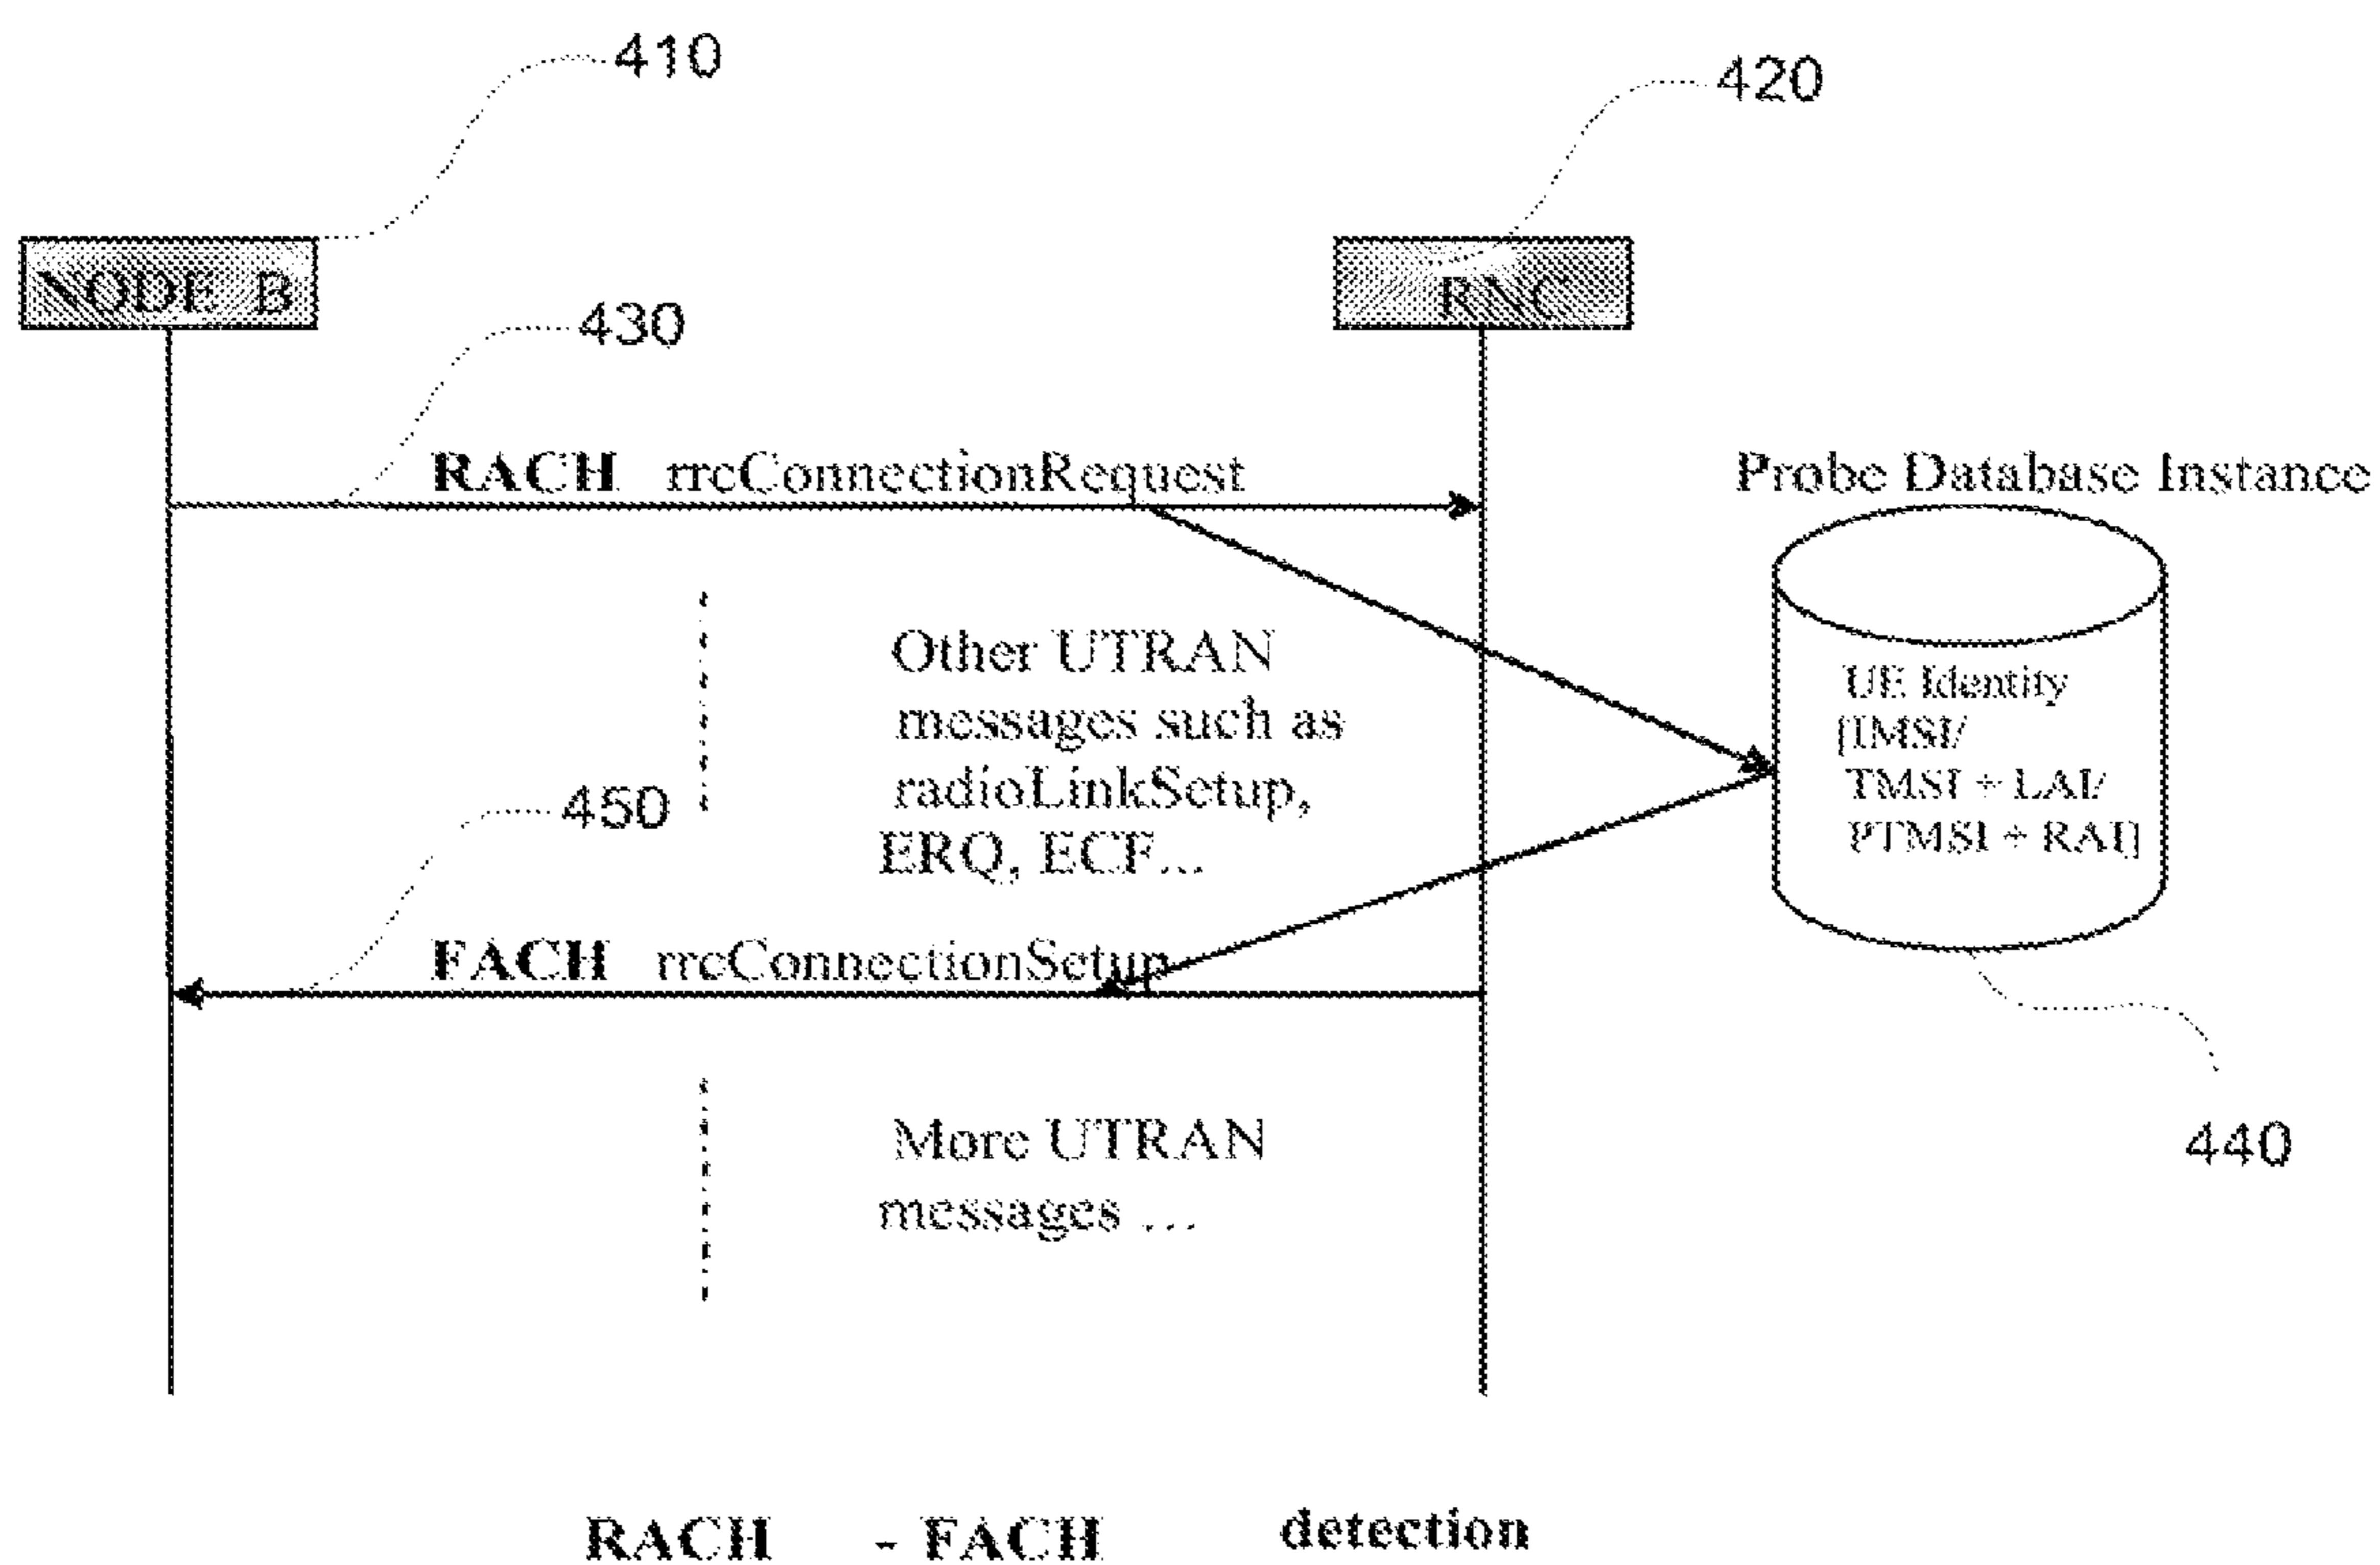 410
420
NODE B
RNC
430
RACH rrcConnectionRequest
Probe Database Instance
Other UTRAN
messages such as
radioLinkSetup,
ERQ, ECF...
UE Identity
[IMSI/
TMSI + LAI/
PTMSI + RAI]
450
FACH rrcConnectionSetup
More UTRAN
messages ...
440
RACH - FACH detection